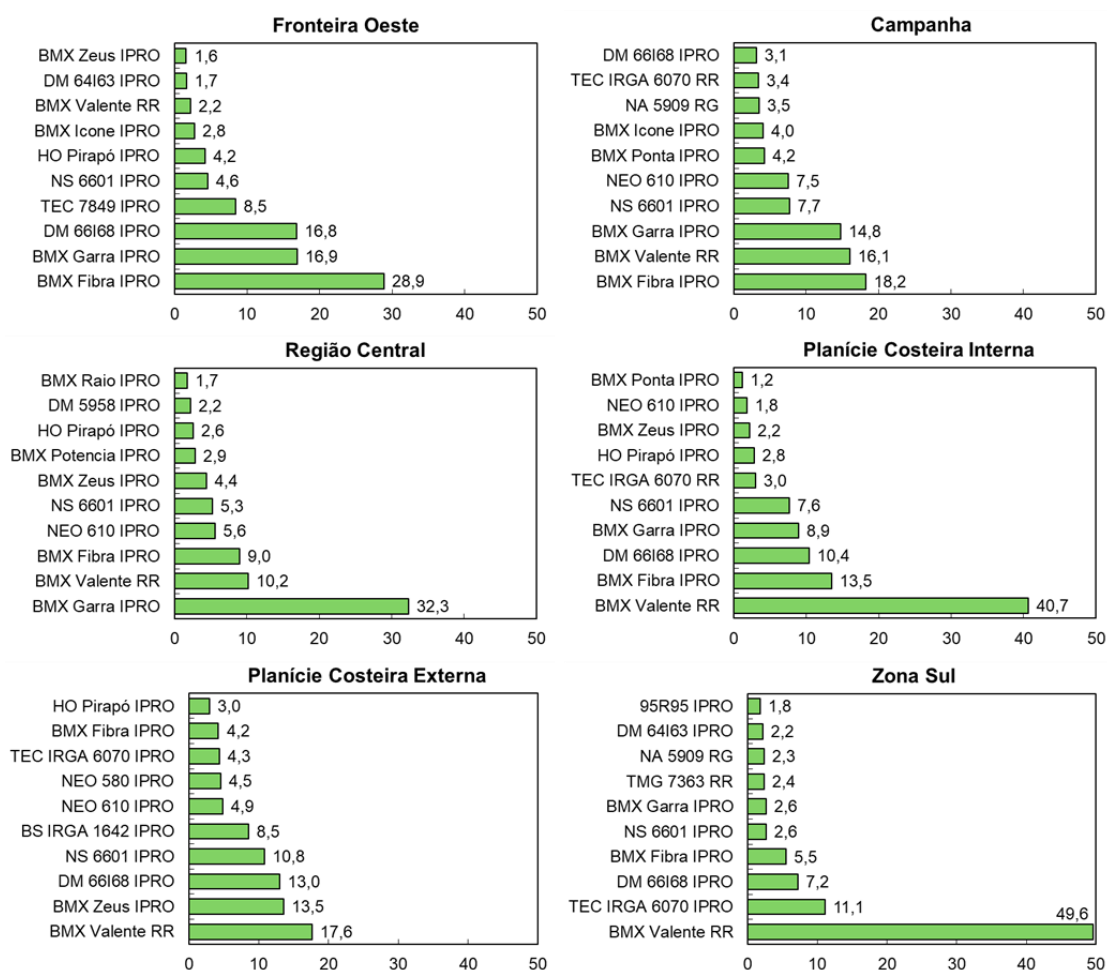 Fronteira Oeste
BMX Zeus IPRO 1,6
DM 64I63 IPRO 1,7
BMX Valente RR 2,2
BMX Icone IPRO 2,8
HO Pirapó IPRO 4,2
NS 6601 IPRO 4,6
TEC 7849 IPRO 8,5
DM 66I68 IPRO 16,8
BMX Garra IPRO 16,9
BMX Fibra IPRO 28,9
0 10 20 30 40 50
Campanha
DM 66I68 IPRO 3,1
TEC IRGA 6070 RR 3,4
NA 5909 RG 3,5
BMX Icone IPRO 4,0
BMX Ponta IPRO 4,2
NEO 610 IPRO 7,5
NS 6601 IPRO 7,7
BMX Garra IPRO 14,8
BMX Valente RR 16,1
BMX Fibra IPRO 18,2
0 10 20 30 40 50
Região Central
BMX Raio IPRO 1,7
DM 5958 IPRO 2,2
HO Pirapó IPRO 2,6
BMX Potencia IPRO 2,9
BMX Zeus IPRO 4,4
NS 6601 IPRO 5,3
NEO 610 IPRO 5,6
BMX Fibra IPRO 9,0
BMX Valente RR 10,2
BMX Garra IPRO 32,3
0 10 20 30 40 50
Planície Costeira Interna
BMX Ponta IPRO 1,2
NEO 610 IPRO 1,8
BMX Zeus IPRO 2,2
HO Pirapó IPRO 2,8
TEC IRGA 6070 RR 3,0
NS 6601 IPRO 7,6
BMX Garra IPRO 8,9
DM 66I68 IPRO 10,4
BMX Fibra IPRO 13,5
BMX Valente RR 40,7
0 10 20 30 40 50
Planície Costeira Externa
HO Pirapó IPRO 3,0
BMX Fibra IPRO 4,2
TEC IRGA 6070 IPRO 4,3
NEO 580 IPRO 4,5
NEO 610 IPRO 4,9
BS IRGA 1642 IPRO 8,5
NS 6601 IPRO 10,8
DM 66I68 IPRO 13,0
BMX Zeus IPRO 13,5
BMX Valente RR 17,6
0 10 20 30 40 50
Zona Sul
95R95 IPRO 1,8
DM 64I63 IPRO 2,2
NA 5909 RG 2,3
TMG 7363 RR 2,4
BMX Garra IPRO 2,6
NS 6601 IPRO 2,6
BMX Fibra IPRO 5,5
DM 66I68 IPRO 7,2
TEC IRGA 6070 IPRO 11,1
BMX Valente RR 49,6
0 10 20 30 40 50